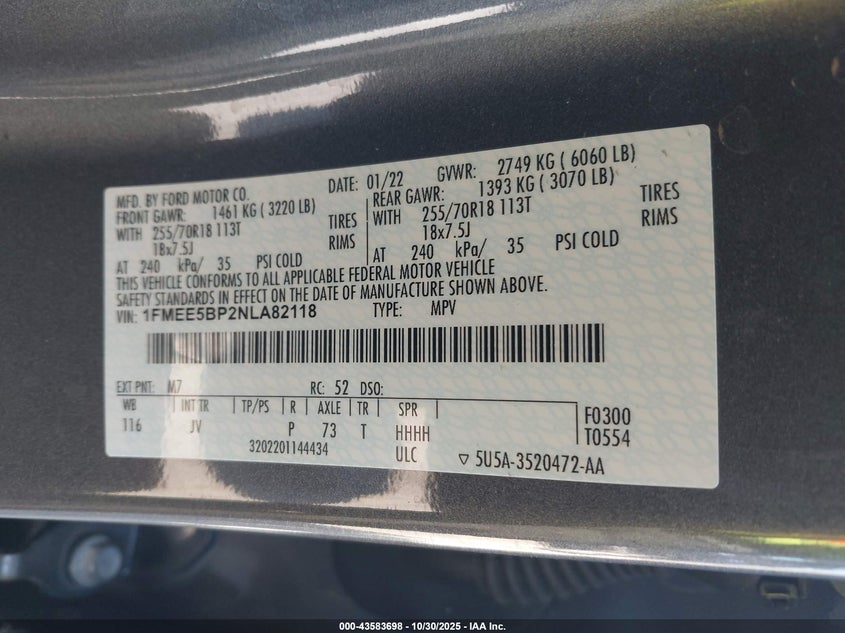 MFD. BY FORD MOTOR CO. DATE: 01/22 GVWR: 2749 KG ( 6060 LB)
FRONT GAWR: 1461 KG ( 3220 LB) REAR GAWR: 1393 KG ( 3070 LB)
WITH 255/70R18 113T TIRES WITH 255/70R18 113T TIRES
18x7.5J RIMS 18x7.5J RIMS
AT 240 kPa/ 35 PSI COLD AT 240 kPa/ 35 PSI COLD
THIS VEHICLE CONFORMS TO ALL APPLICABLE FEDERAL MOTOR VEHICLE
SAFETY STANDARDS IN EFFECT ON THE DATE OF MANUFACTURE SHOWN ABOVE.
VIN: 1FMEE5BP2NLA82118 TYPE: MPV
EXT PNT: M7 RC: 52 DSO:
WB INT TR TP/PS R AXLE TR SPR F0300
116 JV P 73 T HHHH T0554
3202201144434 ULC ▽ 5U5A-3520472-AA
000-43583698 - 10/30/2025 - IAA Inc.